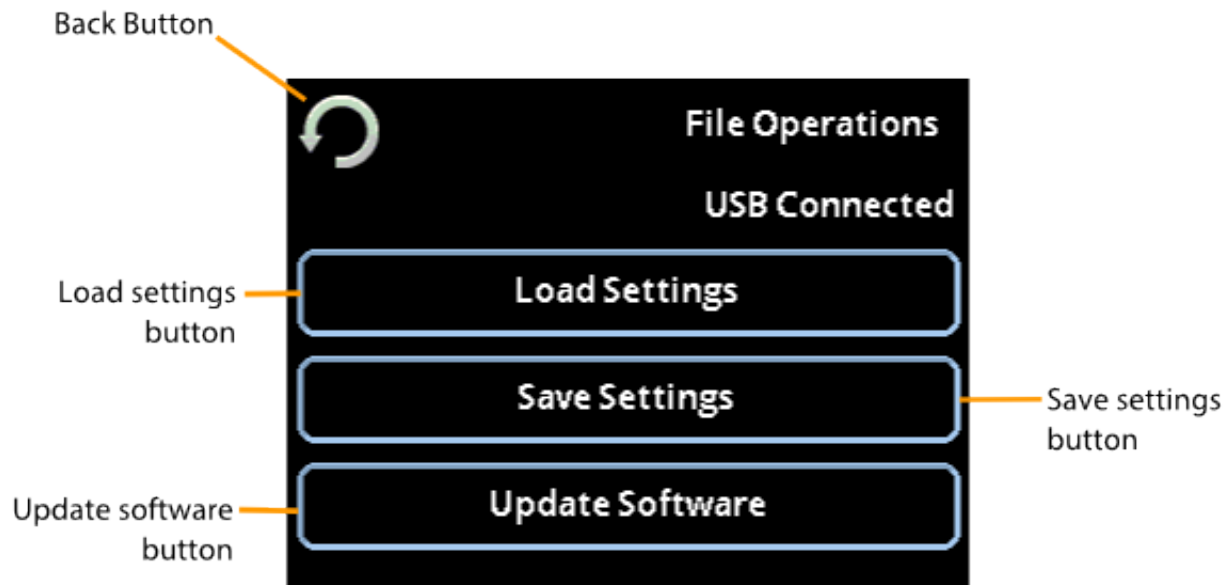 Back Button
File Operations
USB Connected
Load settings
button
Load Settings
Save Settings
Save settings
button
Update software
button
Update Software